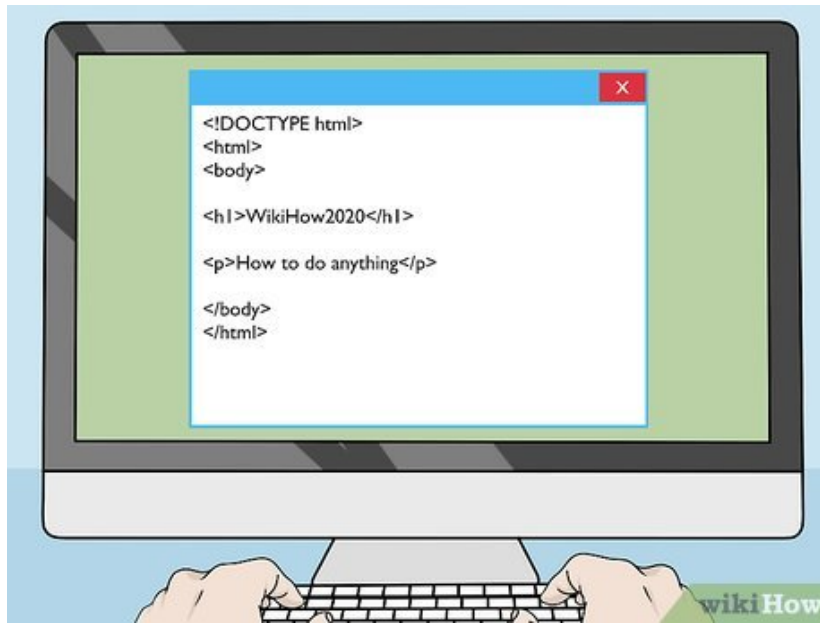 X
<!DOCTYPE html>
<html>
<body>
<h1>WikiHow2020</h1>
<p>How to do anything</p>
</body>
</html>
wikiHow